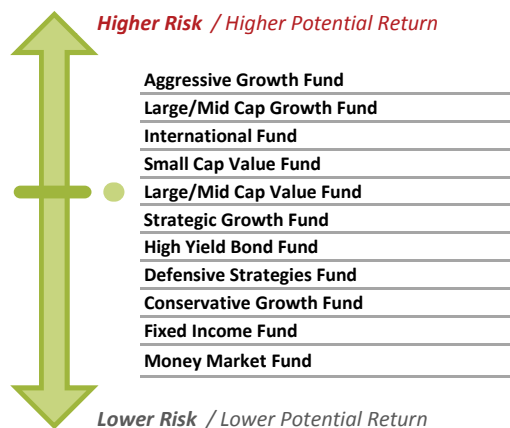 Higher Risk / Higher Potential Return
Aggressive Growth Fund
Large/Mid Cap Growth Fund
International Fund
Small Cap Value Fund
Large/Mid Cap Value Fund
Strategic Growth Fund
High Yield Bond Fund
Defensive Strategies Fund
Conservative Growth Fund
Fixed Income Fund
Money Market Fund
Lower Risk / Lower Potential Return